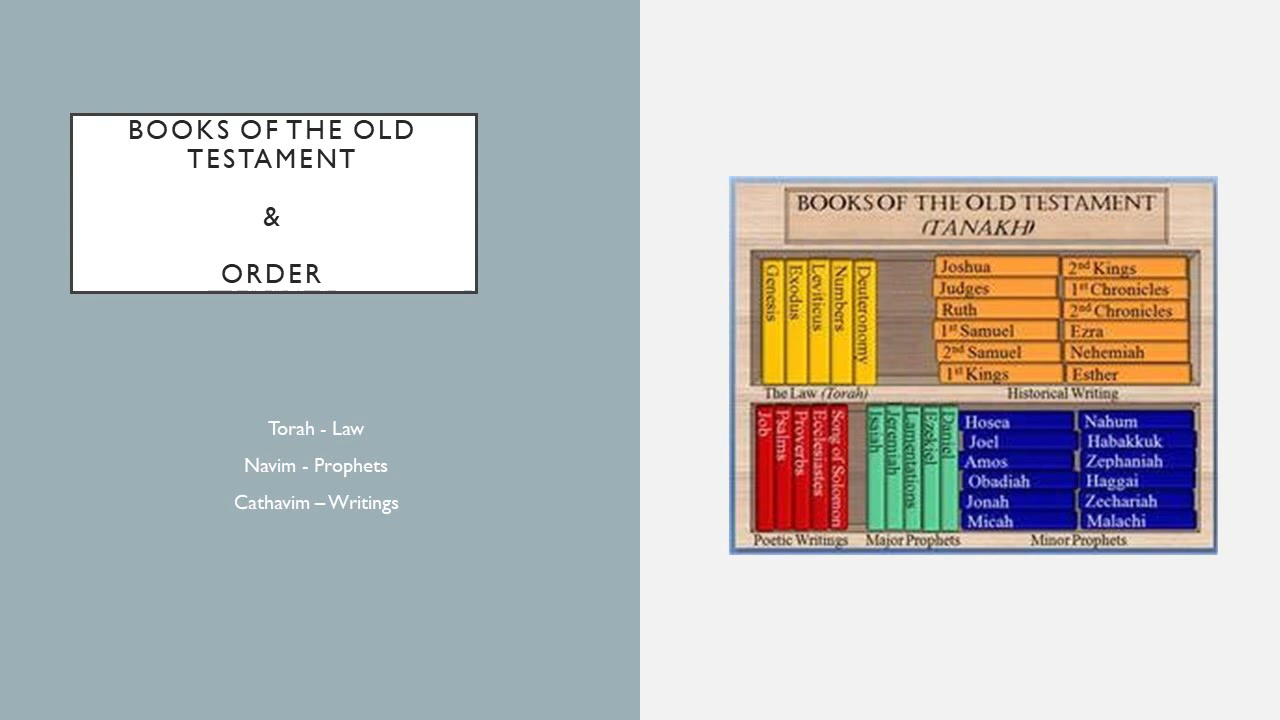 BOOKS OF THE OLD
TESTAMENT
&
ORDER
Torah - Law
Navim - Prophets
Cathavim – Writings
BOOKS OF THE OLD TESTAMENT
(TANAKH)
Genesis
Exodus
Leviticus
Numbers
Deuteronomy
The Law (Torah)
Joshua
Judges
Ruth
1st Samuel
2nd Samuel
1st Kings
2nd Kings
1st Chronicles
2nd Chronicles
Ezra
Nehemiah
Esther
Historical Writing
Job
Psalms
Proverbs
Ecclesiastes
Song of Solomon
Poetic Writings
Isaiah
Jeremiah
Lamentations
Ezekiel
Daniel
Major Prophets
Hosea
Joel
Amos
Obadiah
Jonah
Micah
Nahum
Habakkuk
Zephaniah
Haggai
Zechariah
Malachi
Minor Prophets